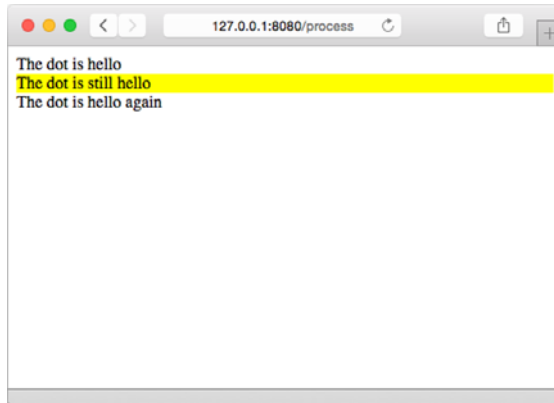 127.0.0.1:8080/process
The dot is hello
The dot is still hello
The dot is hello again